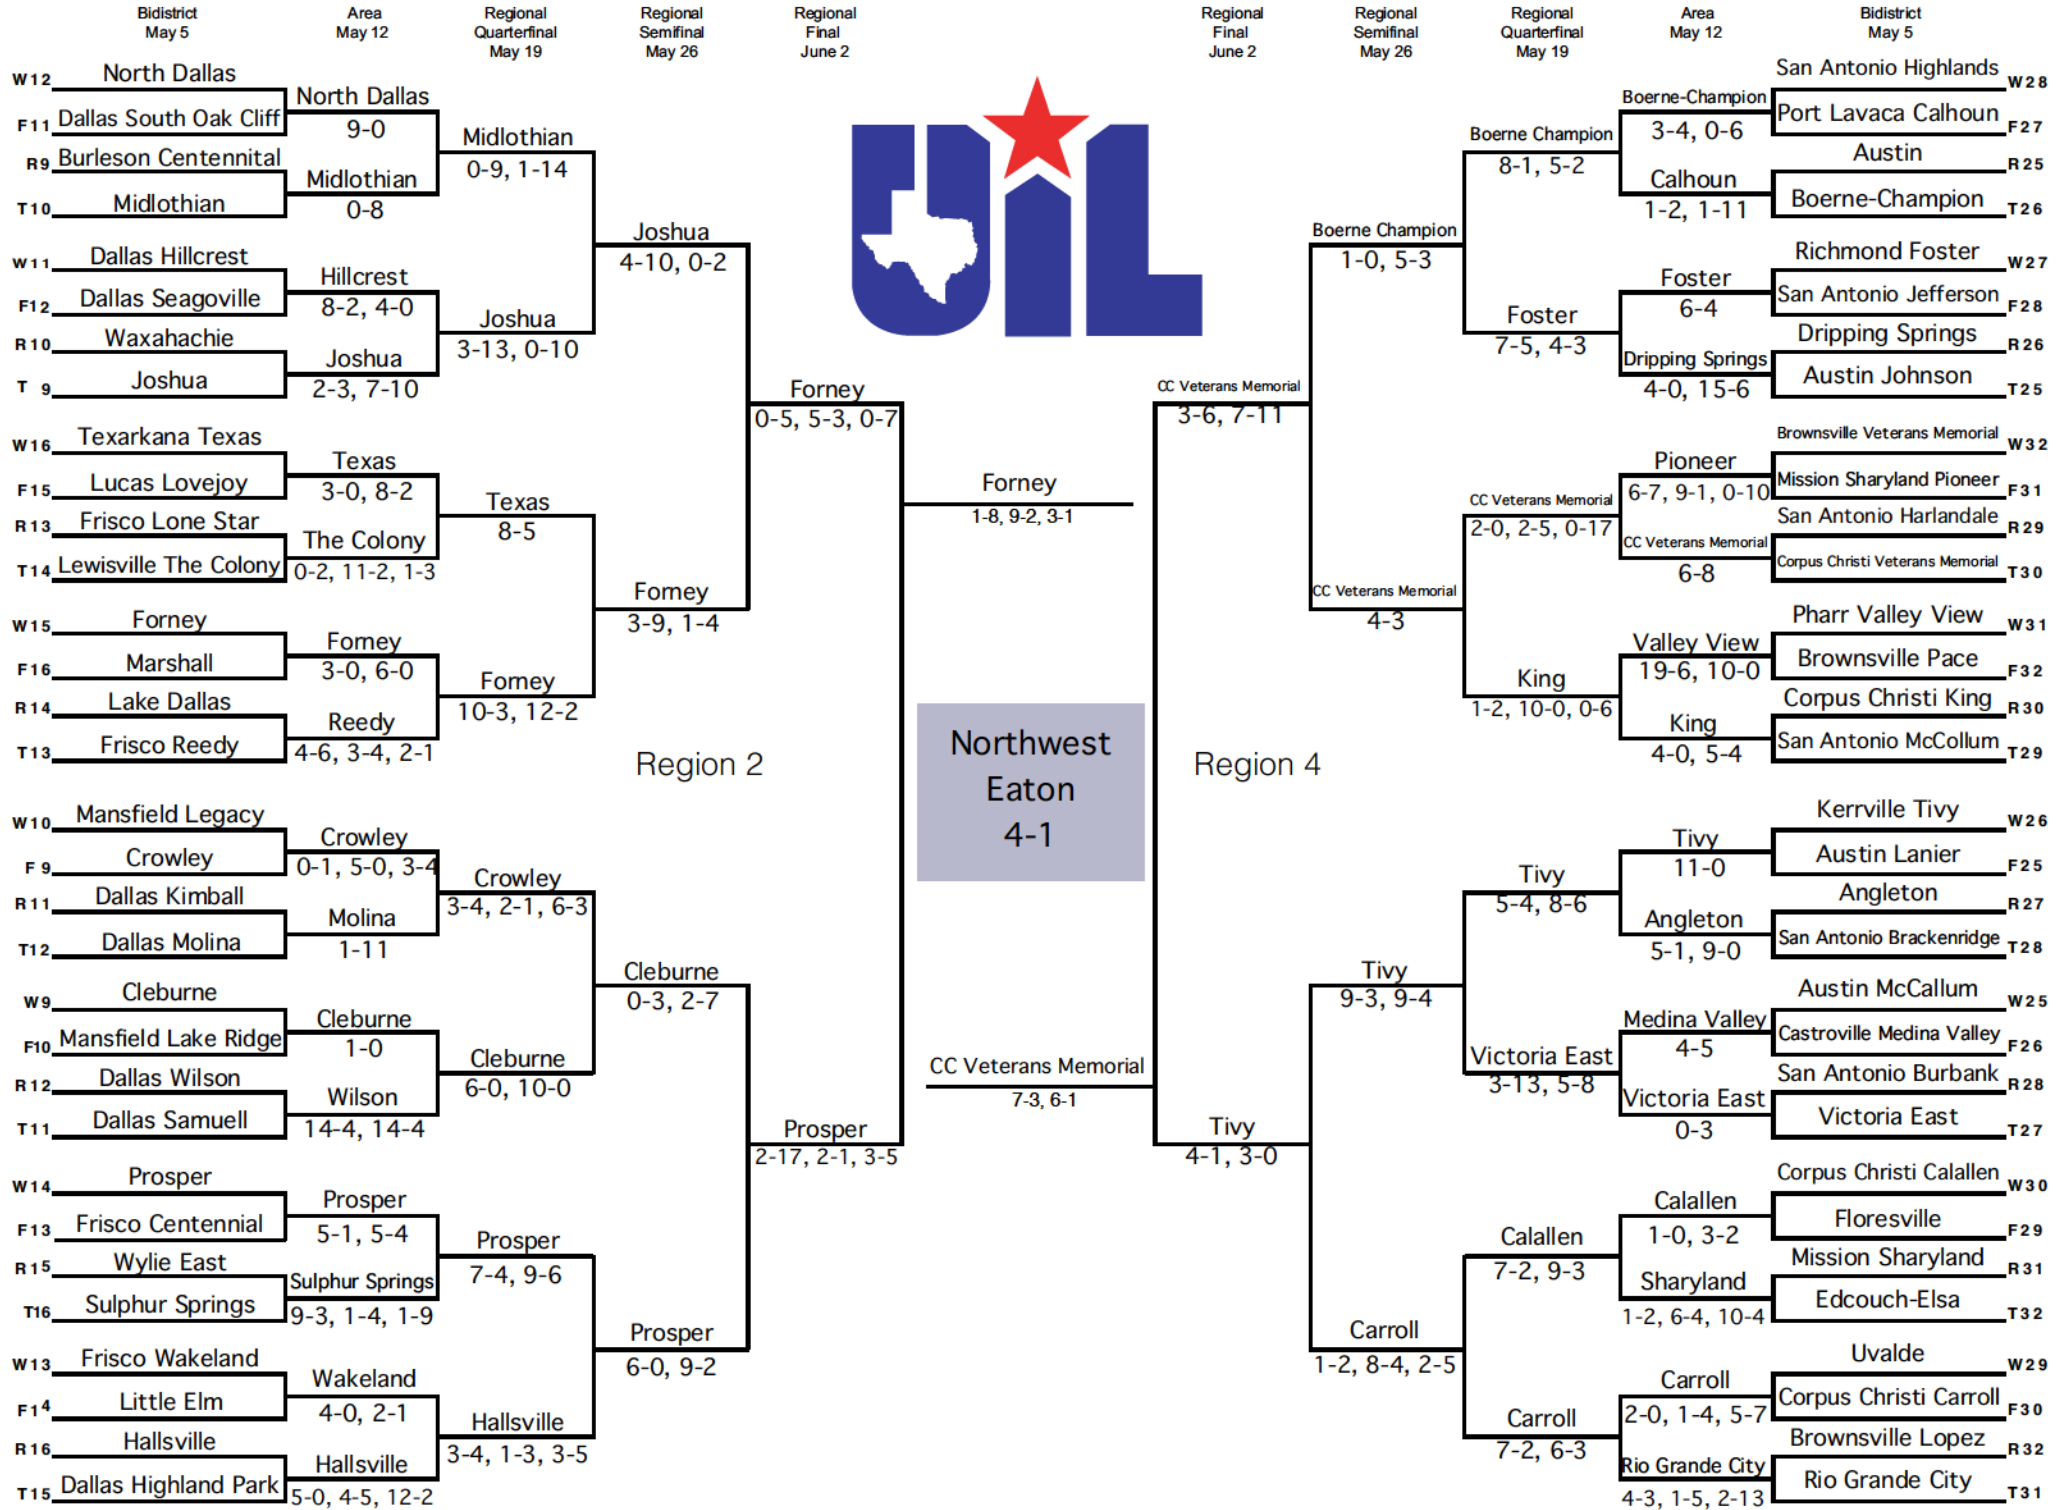 Bidistrict
May 5
Area
May 12
Regional
Quarterfinal
May 19
Regional
Semifinal
May 26
Regional
Final
June 2
Regional
Final
June 2
Regional
Semifinal
May 26
Regional
Quarterfinal
May 19
Area
May 12
Bidistrict
May 5
UiL
W12 North Dallas
F11 Dallas South Oak Cliff
R9 Burleson Centennital
T10 Midlothian
W11 Dallas Hillcrest
F12 Dallas Seagoville
R10 Waxahachie
T 9 Joshua
W16 Texarkana Texas
F15 Lucas Lovejoy
R13 Frisco Lone Star
T14 Lewisville The Colony
W15 Forney
F16 Marshall
R14 Lake Dallas
T13 Frisco Reedy
W10 Mansfield Legacy
F 9 Crowley
R11 Dallas Kimball
T12 Dallas Molina
W9 Cleburne
F10 Mansfield Lake Ridge
R12 Dallas Wilson
T11 Dallas Samuell
W14 Prosper
F13 Frisco Centennial
R15 Wylie East
T16 Sulphur Springs
W13 Frisco Wakeland
F14 Little Elm
R16 Hallsville
T15 Dallas Highland Park
North Dallas
9-0
Midlothian
0-8
Hillcrest
8-2, 4-0
Joshua
2-3, 7-10
Texas
3-0, 8-2
The Colony
0-2, 11-2, 1-3
Forney
3-0, 6-0
Reedy
4-6, 3-4, 2-1
Crowley
0-1, 5-0, 3-4
Molina
1-11
Cleburne
1-0
Wilson
14-4, 14-4
Prosper
5-1, 5-4
Sulphur Springs
9-3, 1-4, 1-9
Wakeland
4-0, 2-1
Hallsville
5-0, 4-5, 12-2
Midlothian
0-9, 1-14
Joshua
3-13, 0-10
Texas
8-5
Forney
10-3, 12-2
Crowley
3-4, 2-1, 6-3
Cleburne
6-0, 10-0
Prosper
7-4, 9-6
Hallsville
3-4, 1-3, 3-5
Joshua
4-10, 0-2
Forney
3-9, 1-4
Cleburne
0-3, 2-7
Prosper
6-0, 9-2
Region 2
Forney
0-5, 5-3, 0-7
Prosper
2-17, 2-1, 3-5
Forney
1-8, 9-2, 3-1
Northwest
Eaton
4-1
CC Veterans Memorial
7-3, 6-1
CC Veterans Memorial
3-6, 7-11
Tivy
4-1, 3-0
Region 4
Boerne Champion
1-0, 5-3
CC Veterans Memorial
4-3
Tivy
9-3, 9-4
Carroll
1-2, 8-4, 2-5
Boerne Champion
8-1, 5-2
Foster
7-5, 4-3
CC Veterans Memorial
2-0, 2-5, 0-17
King
1-2, 10-0, 0-6
Tivy
5-4, 8-6
Victoria East
3-13, 5-8
Calallen
7-2, 9-3
Carroll
7-2, 6-3
Boerne-Champion
3-4, 0-6
Calhoun
1-2, 1-11
Foster
6-4
Dripping Springs
4-0, 15-6
Pioneer
6-7, 9-1, 0-10
CC Veterans Memorial
6-8
Valley View
19-6, 10-0
King
4-0, 5-4
Tivy
11-0
Angleton
5-1, 9-0
Medina Valley
4-5
Victoria East
0-3
Calallen
1-0, 3-2
Sharyland
1-2, 6-4, 10-4
Carroll
2-0, 1-4, 5-7
Rio Grande City
4-3, 1-5, 2-13
San Antonio Highlands W28
Port Lavaca Calhoun F27
Austin R25
Boerne-Champion T26
Richmond Foster W27
San Antonio Jefferson F28
Dripping Springs R26
Austin Johnson T25
Brownsville Veterans Memorial W32
Mission Sharyland Pioneer F31
San Antonio Harlandale R29
Corpus Christi Veterans Memorial T30
Pharr Valley View W31
Brownsville Pace F32
Corpus Christi King R30
San Antonio McCollum T29
Kerrville Tivy W26
Austin Lanier F25
Angleton R27
San Antonio Brackenridge T28
Austin McCallum W25
Castroville Medina Valley F26
San Antonio Burbank R28
Victoria East T27
Corpus Christi Calallen W30
Floresville F29
Mission Sharyland R31
Edcouch-Elsa T32
Uvalde W29
Corpus Christi Carroll F30
Brownsville Lopez R32
Rio Grande City T31